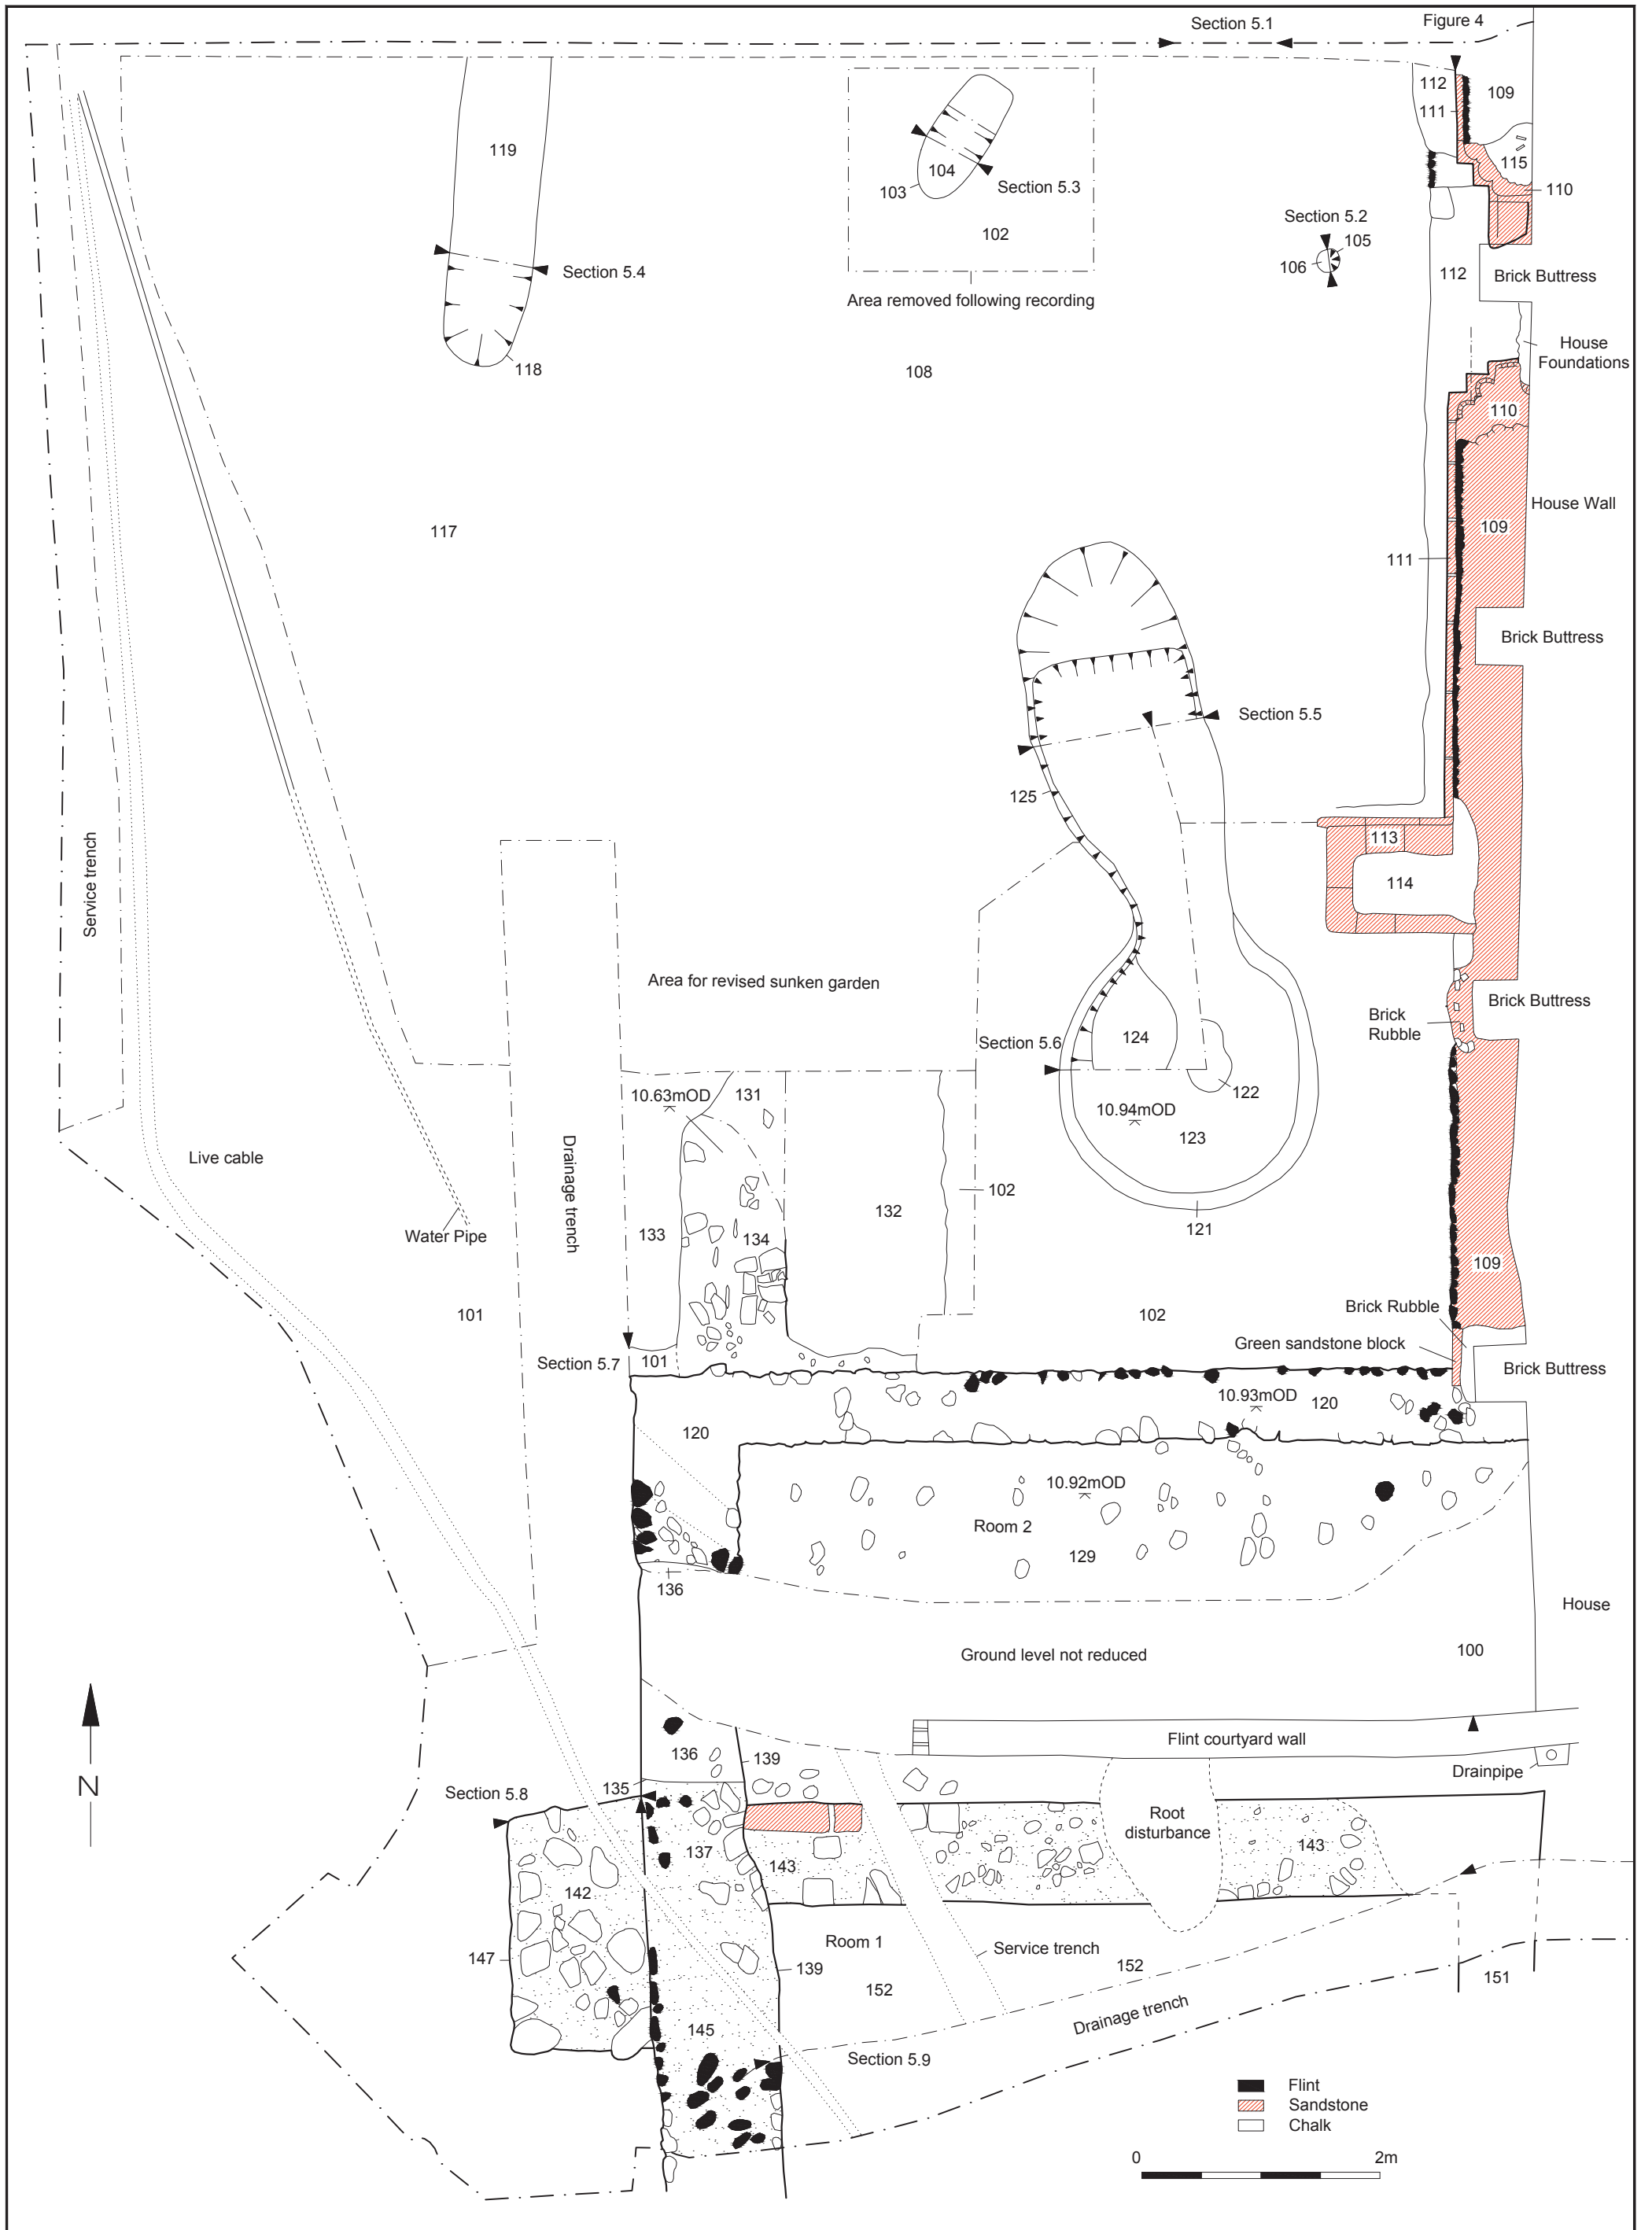 Section 5.1
Figure 4
112
111
109
115
110
119
104
103
Section 5.3
102
Section 5.2
105
106
112
Brick Buttress
Section 5.4
Area removed following recording
118
108
House
Foundations
110
117
House Wall
109
111
Brick Buttress
Section 5.5
125
113
114
Service trench
Area for revised sunken garden
Brick Buttress
Brick
Rubble
Section 5.6
124
122
10.63mOD
131
10.94mOD
123
Live cable
Drainage trench
102
132
133
134
121
Water Pipe
109
101
102
Brick Rubble
Green sandstone block
Section 5.7
101
Brick Buttress
10.93mOD
120
120
10.92mOD
Room 2
129
136
House
Ground level not reduced
100
Flint courtyard wall
136
139
Drainpipe
N
Section 5.8
135
Root
disturbance
137
143
143
142
Room 1
Service trench
147
139
152
152
151
145
Drainage trench
Section 5.9
Flint
Sandstone
Chalk
0
2m